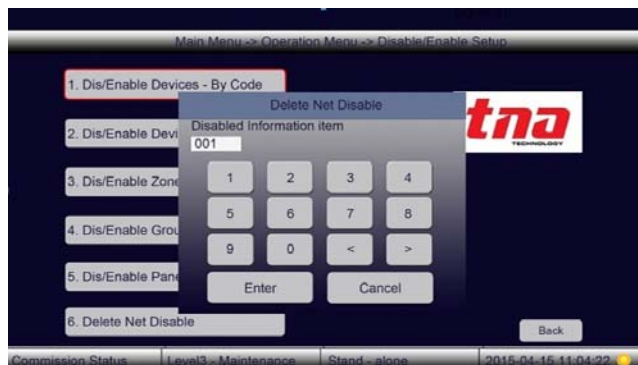 Main Menu -> Operation Menu -> Disable/Enable Setup
1. Dis/Enable Devices - By Code
Delete Net Disable
2. Dis/Enable Devi
Disabled Information item
001
tna
TECHNOLOGY
3. Dis/Enable Zone
1 2 3 4
5 6 7 8
4. Dis/Enable Grou
9 0 < >
5. Dis/Enable Pane
Enter Cancel
6. Delete Net Disable
Back
Commission Status Level3 - Maintenance Stand - alone 2015-04-15 11:04:22